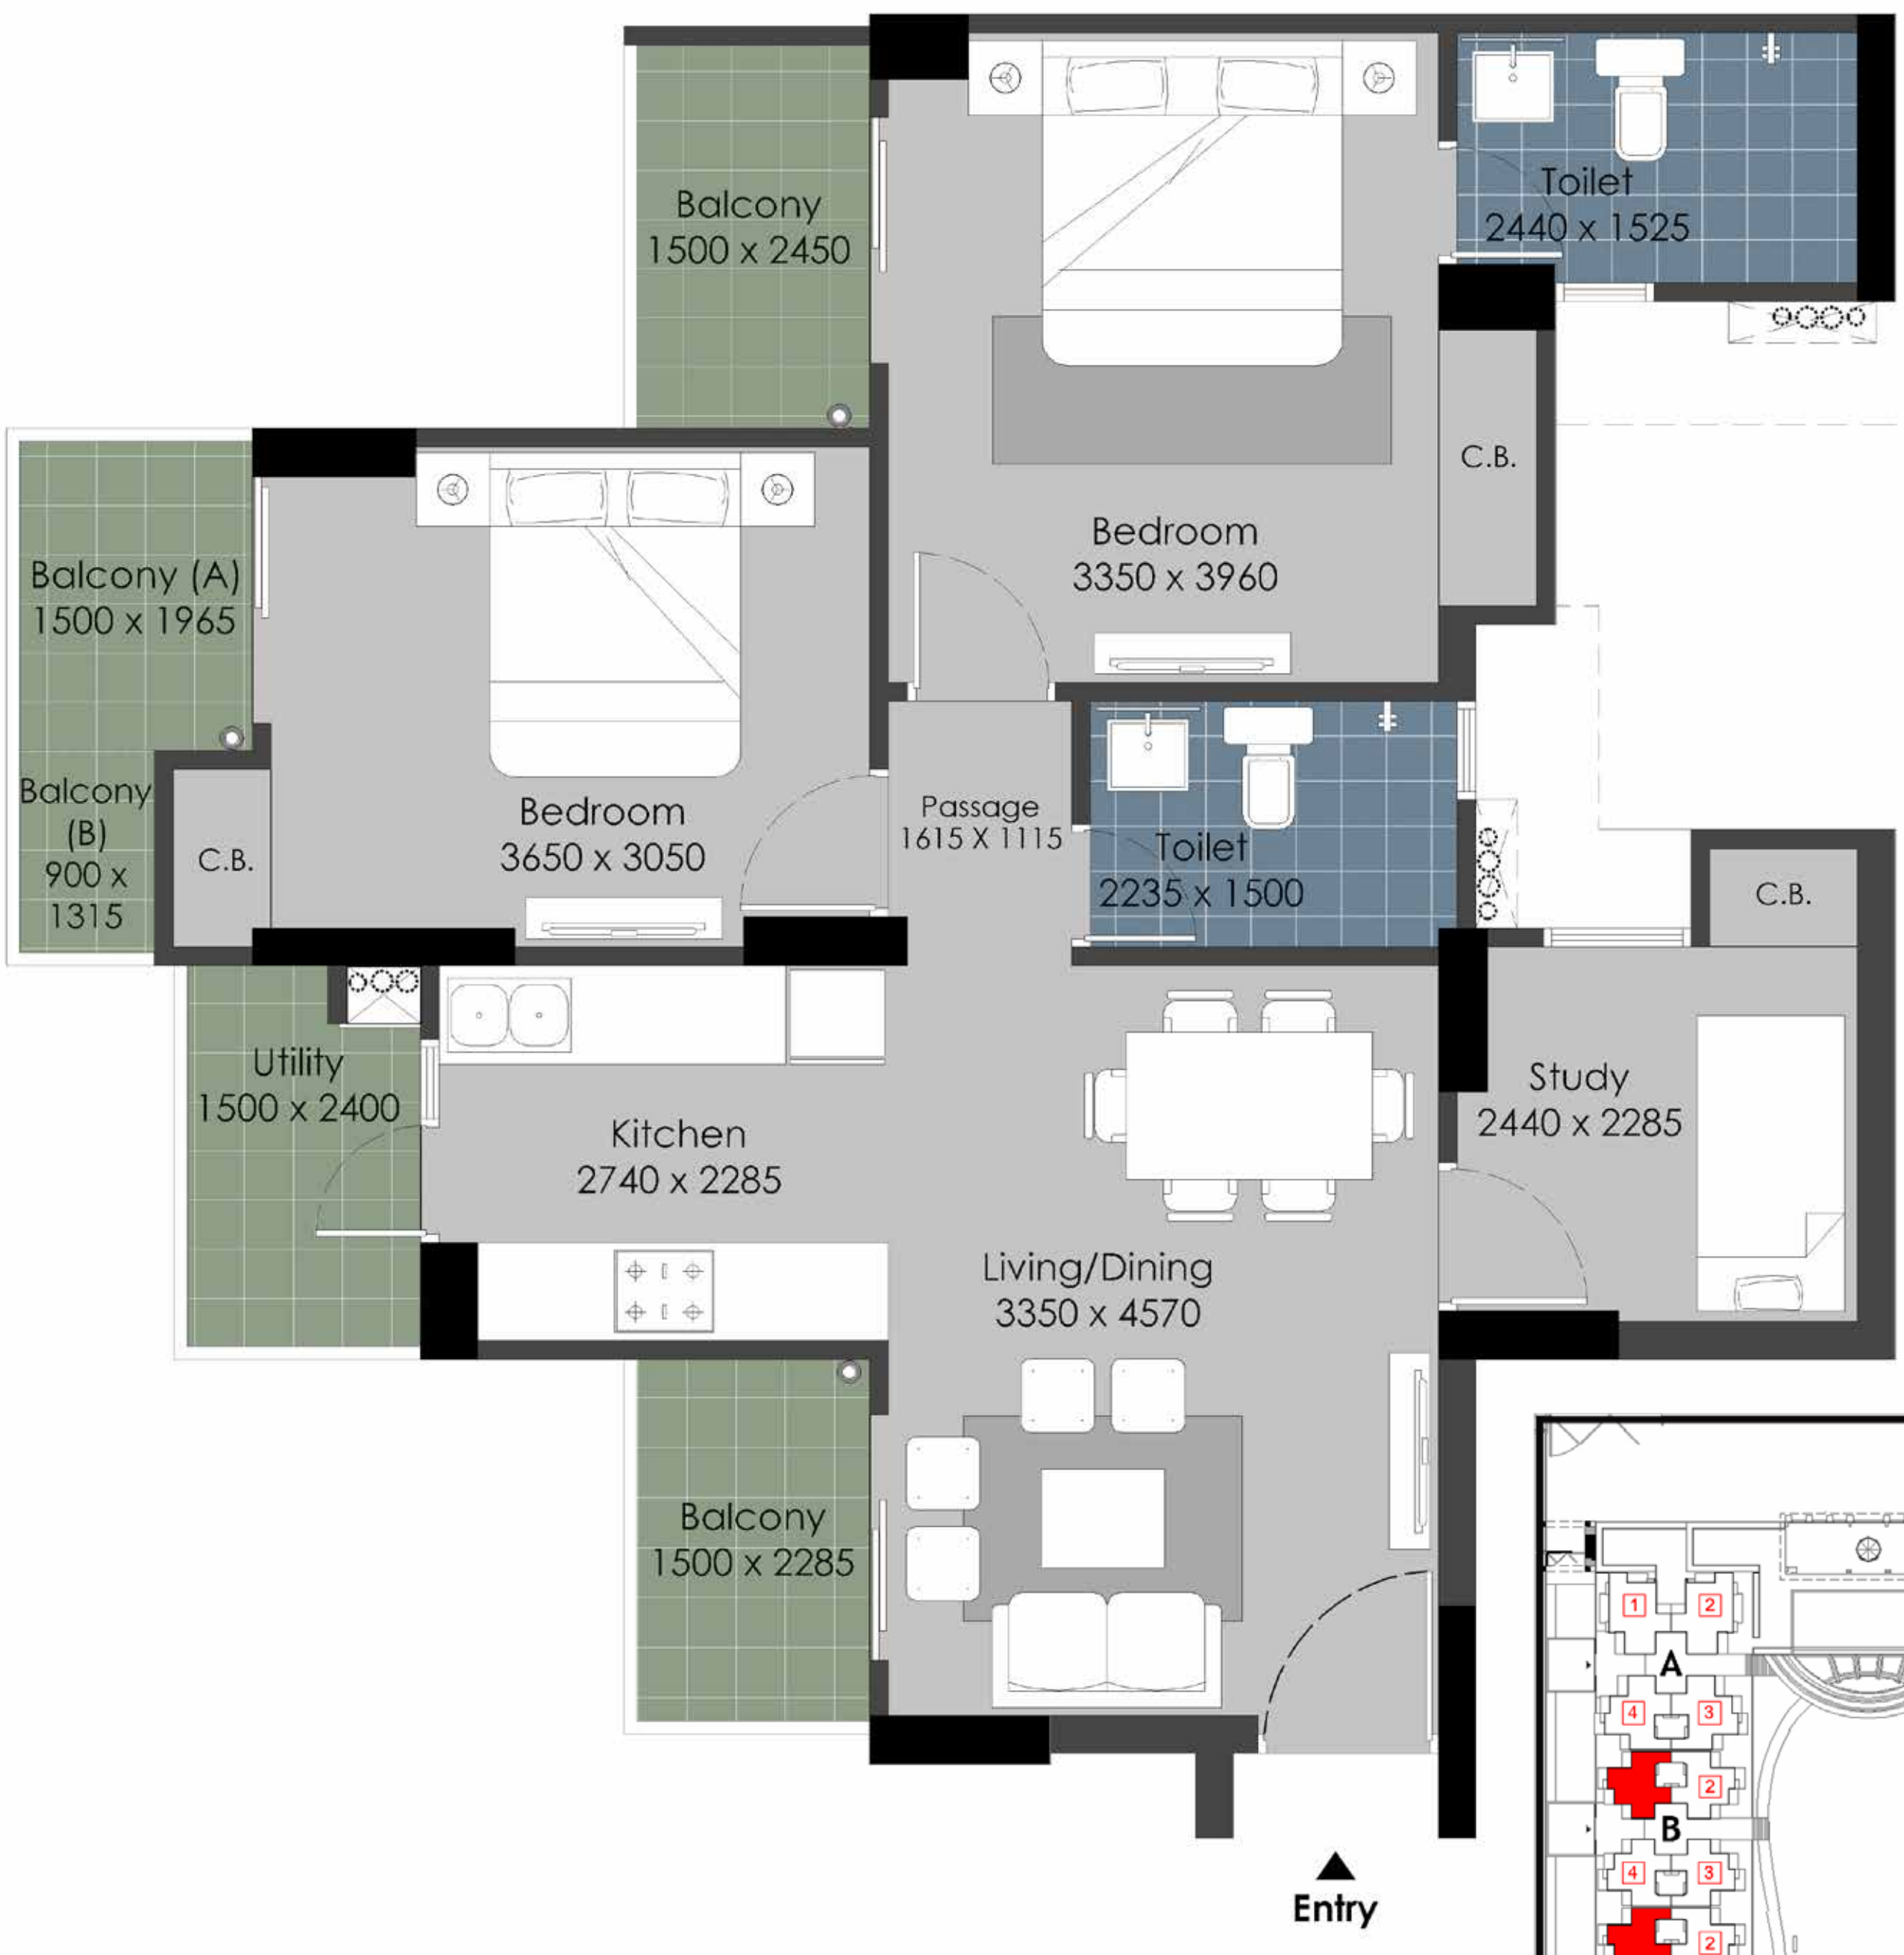 Balcony
1500 x 2450
Toilet
2440 x 1525
C.B.
Bedroom
3350 x 3960
Balcony (A)
1500 x 1965
Balcony
(B)
900 x
1315
C.B.
Bedroom
3650 x 3050
Passage
1615 X 1115
Toilet
2235 x 1500
C.B.
Utility
1500 x 2400
Kitchen
2740 x 2285
Study
2440 x 2285
Living/Dining
3350 x 4570
Balcony
1500 x 2285
Entry
1 2
A
4 3
2
B
4 3
2